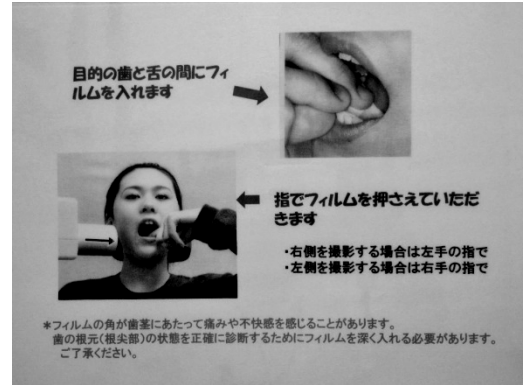 目的の歯と舌の間にフィ
ルムを入れます
指でフィルムを押さえていただ
きます
・右側を撮影する場合は左手の指で
・左側を撮影する場合は右手の指で
*フィルムの角が歯茎にあたって痛みや不快感を感じることがあります。
歯の根元(根尖部)の状態を正確に診断するためにフィルムを深く入れる必要があります。
ご了承ください。